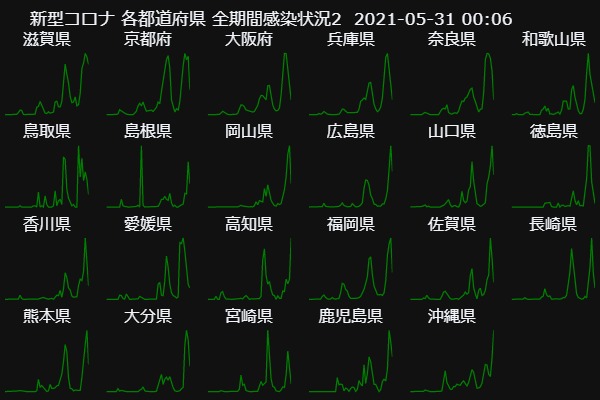 新型コロナ 各都道府県 全期間感染状況2 2021-05-31 00:06
滋賀県 京都府 大阪府 兵庫県 奈良県 和歌山県
鳥取県 島根県 岡山県 広島県 山口県 徳島県
香川県 愛媛県 高知県 福岡県 佐賀県 長崎県
熊本県 大分県 宮崎県 鹿児島県 沖縄県